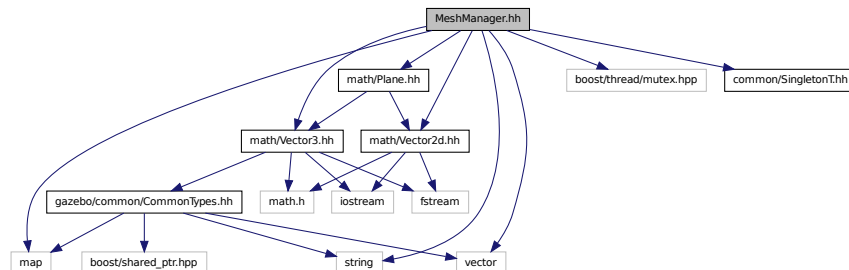 MeshManager.hh
math/Plane.hh
boost/thread/mutex.hpp
common/SingletonT.hh
math/Vector3.hh
math/Vector2d.hh
gazebo/common/CommonTypes.hh
math.h
iostream
fstream
map
boost/shared_ptr.hpp
string
vector